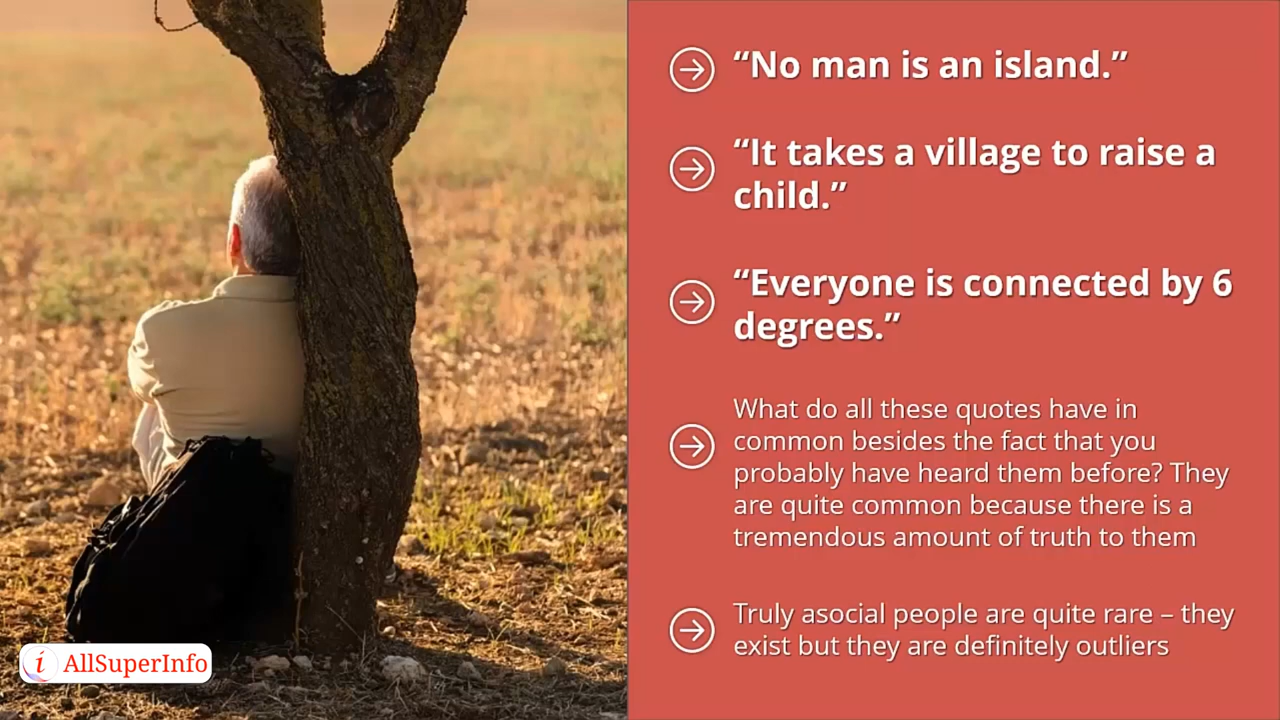 “No man is an island.”
“It takes a village to raise a
child.”
“Everyone is connected by 6
degrees.”
What do all these quotes have in
common besides the fact that you
probably have heard them before? They
are quite common because there is a
tremendous amount of truth to them
Truly asocial people are quite rare – they
exist but they are definitely outliers
i AllSuperInfo